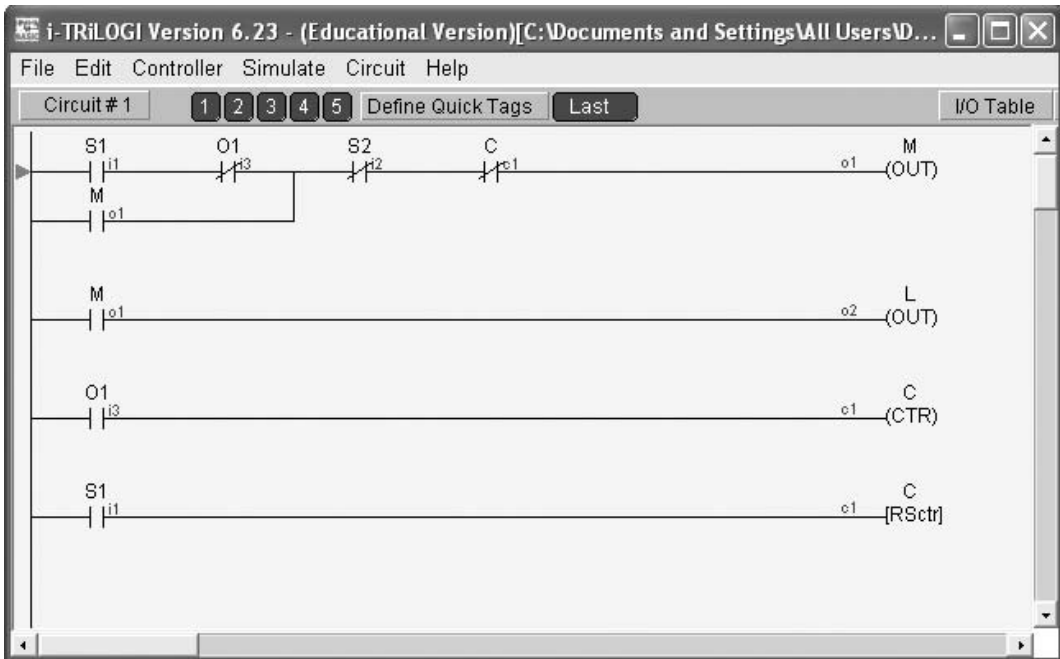 i-TRiLOGI Version 6.23 - (Educational Version)[C:\Documents and Settings\All Users\D...
File Edit Controller Simulate Circuit Help
Circuit # 1 1 2 3 4 5 Define Quick Tags Last I/O Table
S1 O1 S2 C M
i1 i3 i2 c1 o1 (OUT)
M
o1
M L
o1 o2 (OUT)
O1 C
i3 c1 (CTR)
S1 C
i1 c1 [RSctr]